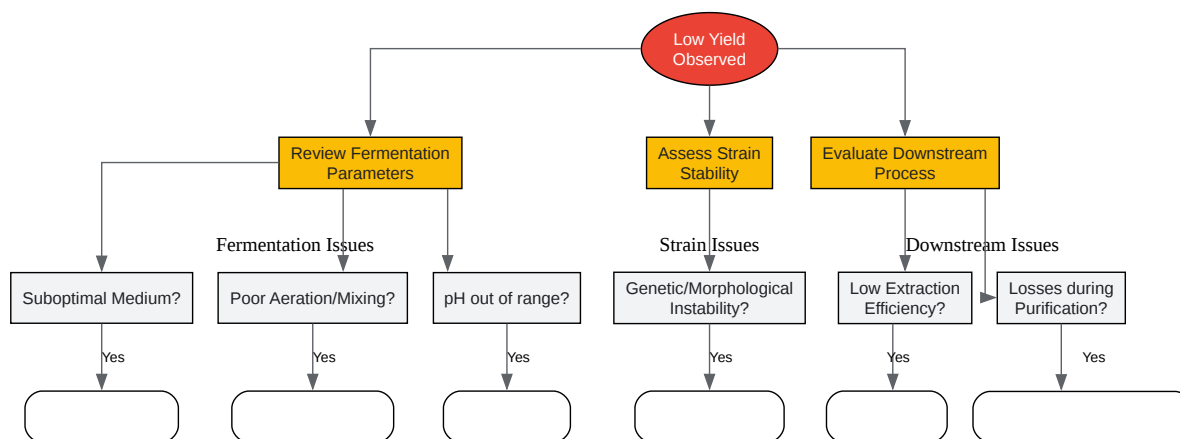 Low Yield
Observed
Review Fermentation
Parameters
Assess Strain
Stability
Evaluate Downstream
Process
Fermentation Issues
Strain Issues
Downstream Issues
Suboptimal Medium?
Poor Aeration/Mixing?
pH out of range?
Genetic/Morphological
Instability?
Low Extraction
Efficiency?
Losses during
Purification?
Yes
Yes
Yes
Yes
Yes
Yes